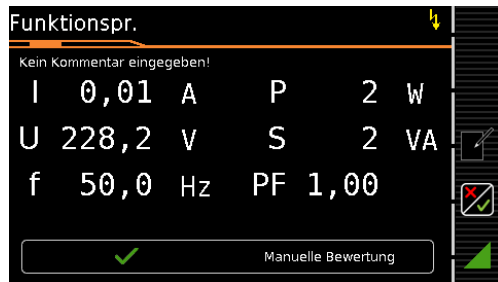 Funktionspr.
Kein Kommentar eingegeben!
I 0,01 A P 2 W
U 228,2 V S 2 VA
f 50,0 Hz PF 1,00
Manuelle Bewertung